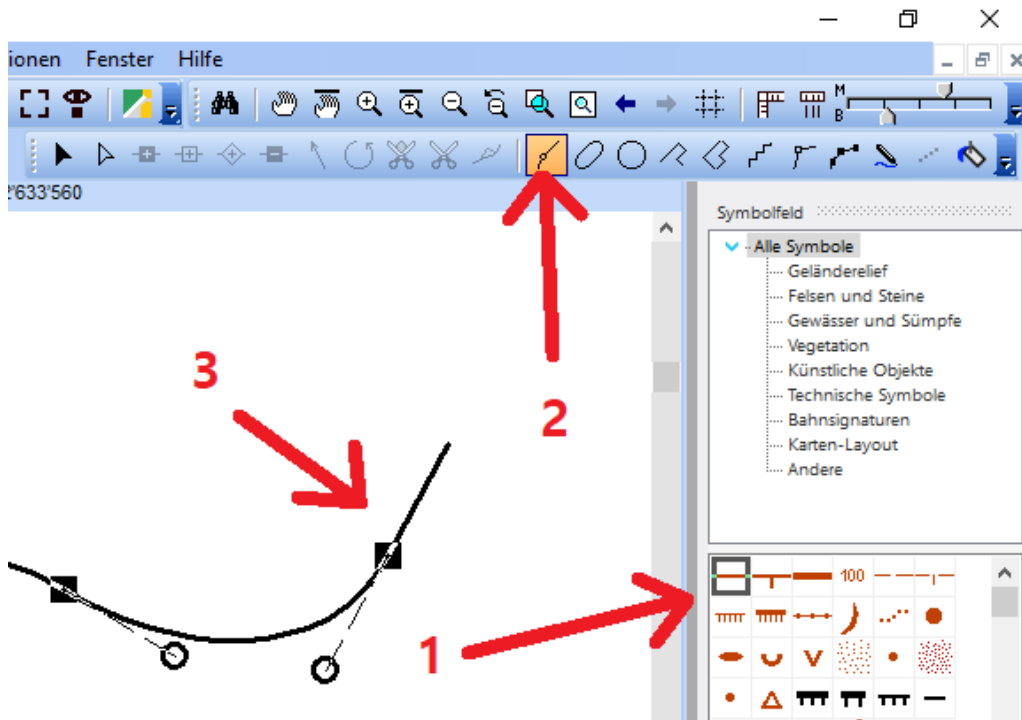 ionen Fenster Hilfe
M
B
2'633'560
Symbolfeld
Alle Symbole
Geländerelief
Felsen und Steine
Gewässer und Sümpfe
Vegetation
Künstliche Objekte
Technische Symbole
Bahnsignaturen
Karten-Layout
Andere
3
2
100
1